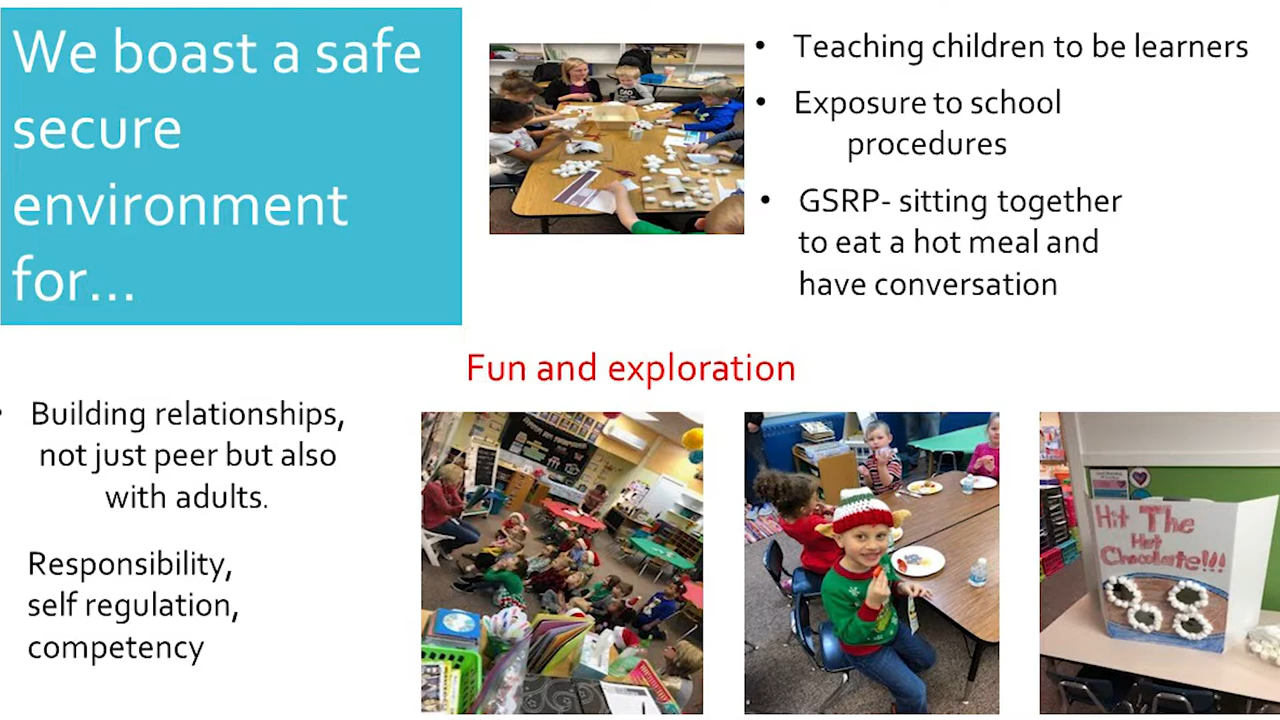 We boast a safe
secure
environment
for...
• Teaching children to be learners
• Exposure to school
procedures
• GSRP- sitting together
to eat a hot meal and
have conversation
Fun and exploration
• Building relationships,
not just peer but also
with adults.
Responsibility,
self regulation,
competency
Hit The
Hot
Chocolate!!!